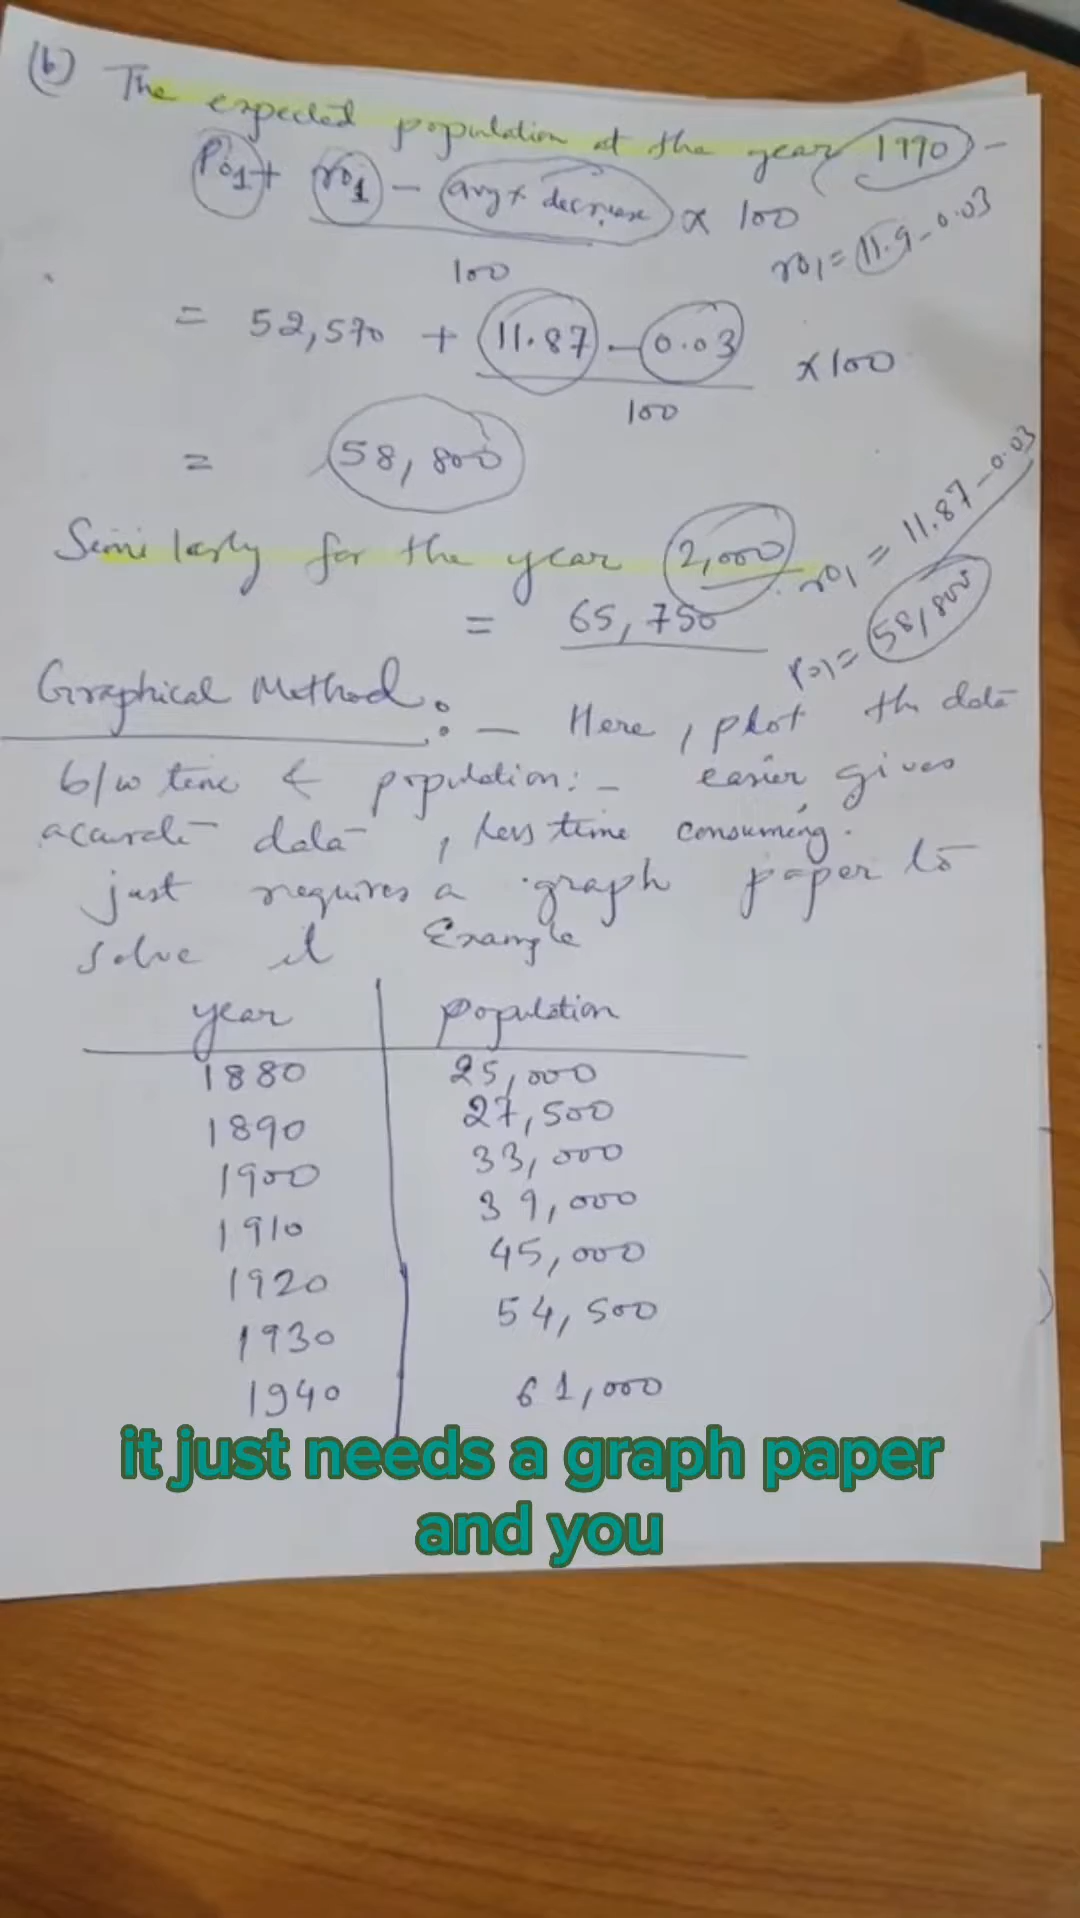 (b) The expected population at the year 1990 -
P01 + r01 - (avg x decrease) x 100
100
r01 = 11.9 - 0.03
= 52,570 + 11.87 - 0.03 x 100
100
= 58,800
Similarly for the year 2,000
r01 = 11.87 - 0.03
= 65,750
P01 = 58,800
Graphical Method :- Here, plot the data
b/w time & population :- easier gives
accurate data, less time consuming.
just requires a graph paper to
solve it Example
year population
1880 25,000
1890 27,500
1900 33,000
1910 39,000
1920 45,000
1930 54,500
1940 61,000
it just needs a graph paper
and you